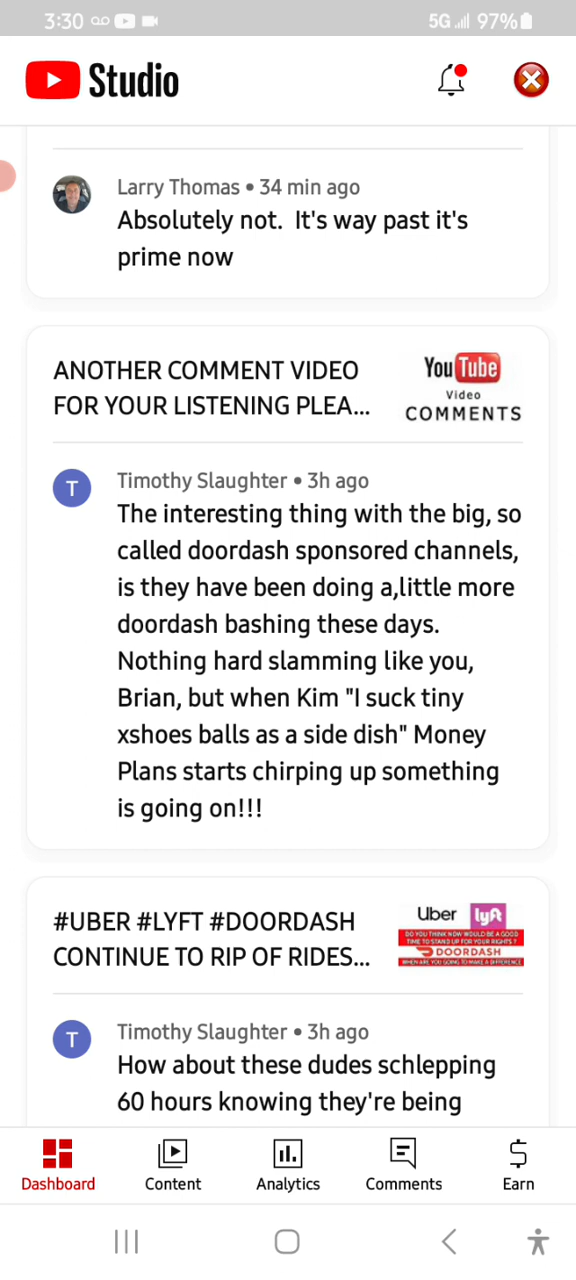 3:30
5G 97%
Studio
Larry Thomas • 34 min ago
Absolutely not.  It's way past it's
prime now
ANOTHER COMMENT VIDEO
FOR YOUR LISTENING PLEA...
YouTube
Video
COMMENTS
T
Timothy Slaughter • 3h ago
The interesting thing with the big, so
called doordash sponsored channels,
is they have been doing a,little more
doordash bashing these days.
Nothing hard slamming like you,
Brian, but when Kim "I suck tiny
xshoes balls as a side dish" Money
Plans starts chirping up something
is going on!!!
#UBER #LYFT #DOORDASH
CONTINUE TO RIP OF RIDES...
Uber lyft
DO YOU THINK NOW WOULD BE A GOOD
TIME TO STAND UP FOR YOUR RIGHTS ?
DOORDASH
WHEN ARE YOU GOING TO MAKE A DIFFERENCE
T
Timothy Slaughter • 3h ago
How about these dudes schlepping
60 hours knowing they're being
Dashboard
Content
Analytics
Comments
Earn